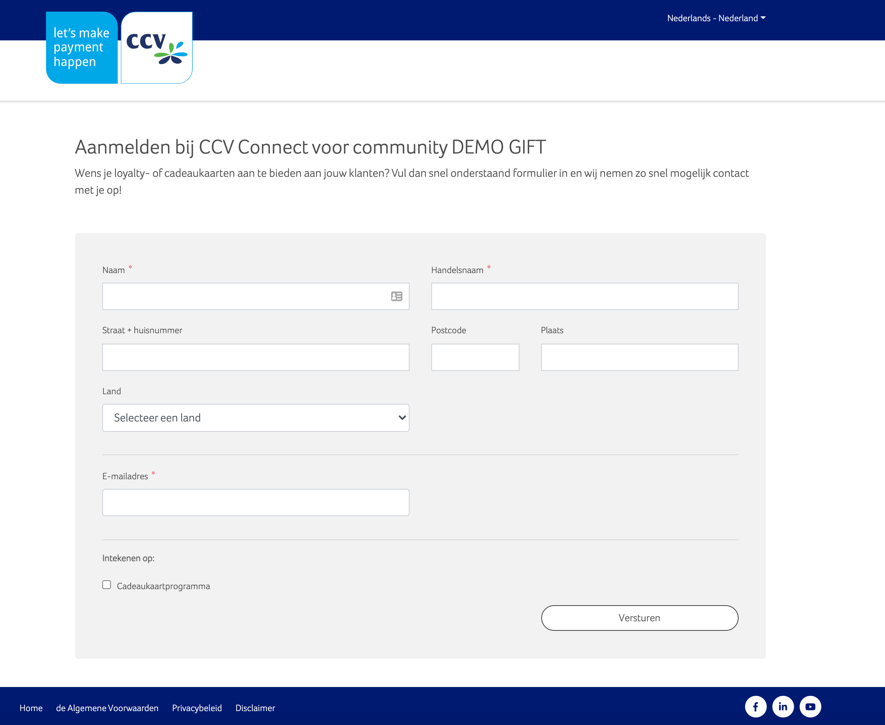 Nederlands - Nederland
let's make
payment
happen
CCV
Aanmelden bij CCV Connect voor community DEMO GIFT
Wens je loyalty- of cadeaukaarten aan te bieden aan jouw klanten? Vul dan snel onderstaand formulier in en wij nemen zo snel mogelijk contact
met je op!
Naam * Handelsnaam *
Straat + huisnummer Postcode Plaats
Land
Selecteer een land
E-mailadres *
Intekenen op:
Cadeaukaartprogramma
Versturen
Home de Algemene Voorwaarden Privacybeleid Disclaimer